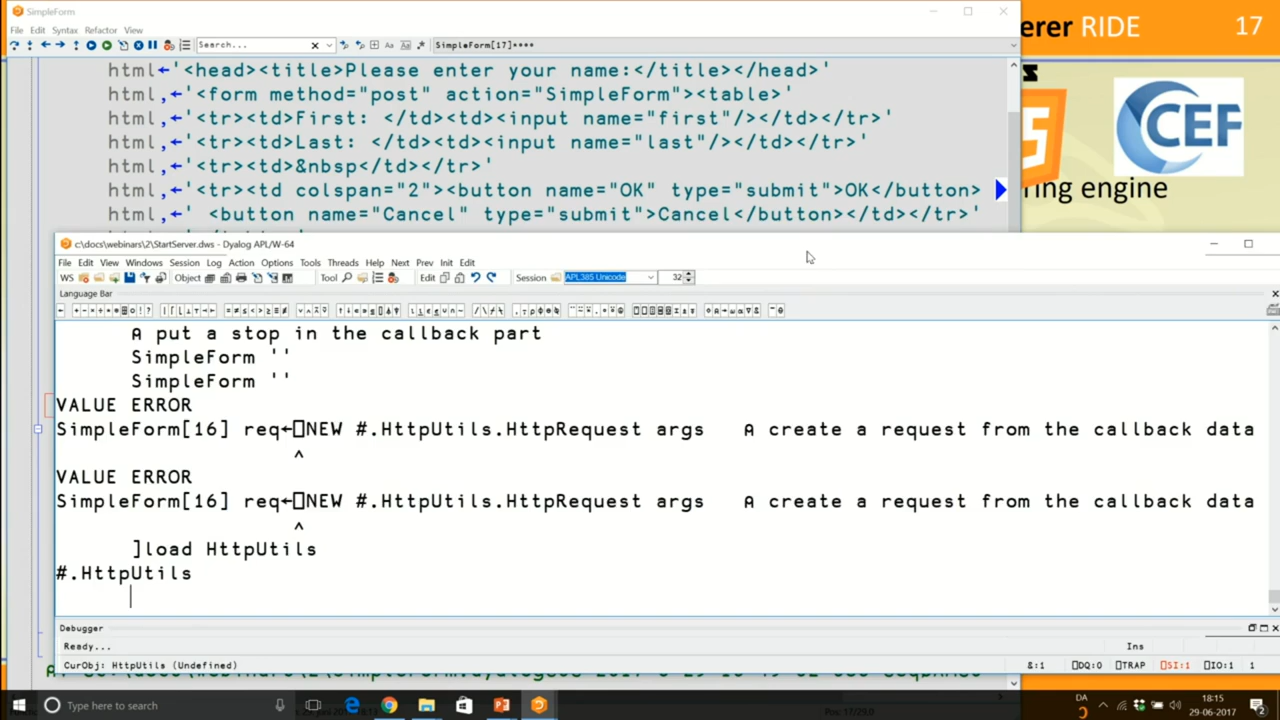 SimpleForm
erer RIDE 17
File Edit Syntax Refactor View
Search... SimpleForm[17]****
html←'<head><title>Please enter your name:</title></head>'
html,←'<form method="post" action="SimpleForm"><table>'
html,←'<tr><td>First: </td><td><input name="first"/></td></tr>'
html,←'<tr><td>Last: </td><td><input name="last"/></td></tr>'
html,←'<tr><td>&nbsp</td></tr>'
html,←'<tr><td colspan="2"><button name="OK" type="submit">OK</button>
html,←' <button name="Cancel" type="submit">Cancel</button></td></tr>'
CEF
ring engine
c:\docs\webinars\2\StartServer.dws - Dyalog APL/W-64
File Edit View Windows Session Log Action Options Tools Threads Help Next Prev Init Edit
WS Object Tool Edit Session APL385 Unicode 32
Language Bar
⍝ put a stop in the callback part
SimpleForm ''
SimpleForm ''
VALUE ERROR
SimpleForm[16] req←⎕NEW #.HttpUtils.HttpRequest args ⍝ create a request from the callback data
^
VALUE ERROR
SimpleForm[16] req←⎕NEW #.HttpUtils.HttpRequest args ⍝ create a request from the callback data
^
]load HttpUtils
#.HttpUtils
Debugger
Ready... Ins
CurObj: HttpUtils (Undefined) &:1 ⎕DQ:0 ⎕TRAP ⎕SI:1 ⎕IO:1 1
Type here to search
DA
18:15
29-06-2017
2